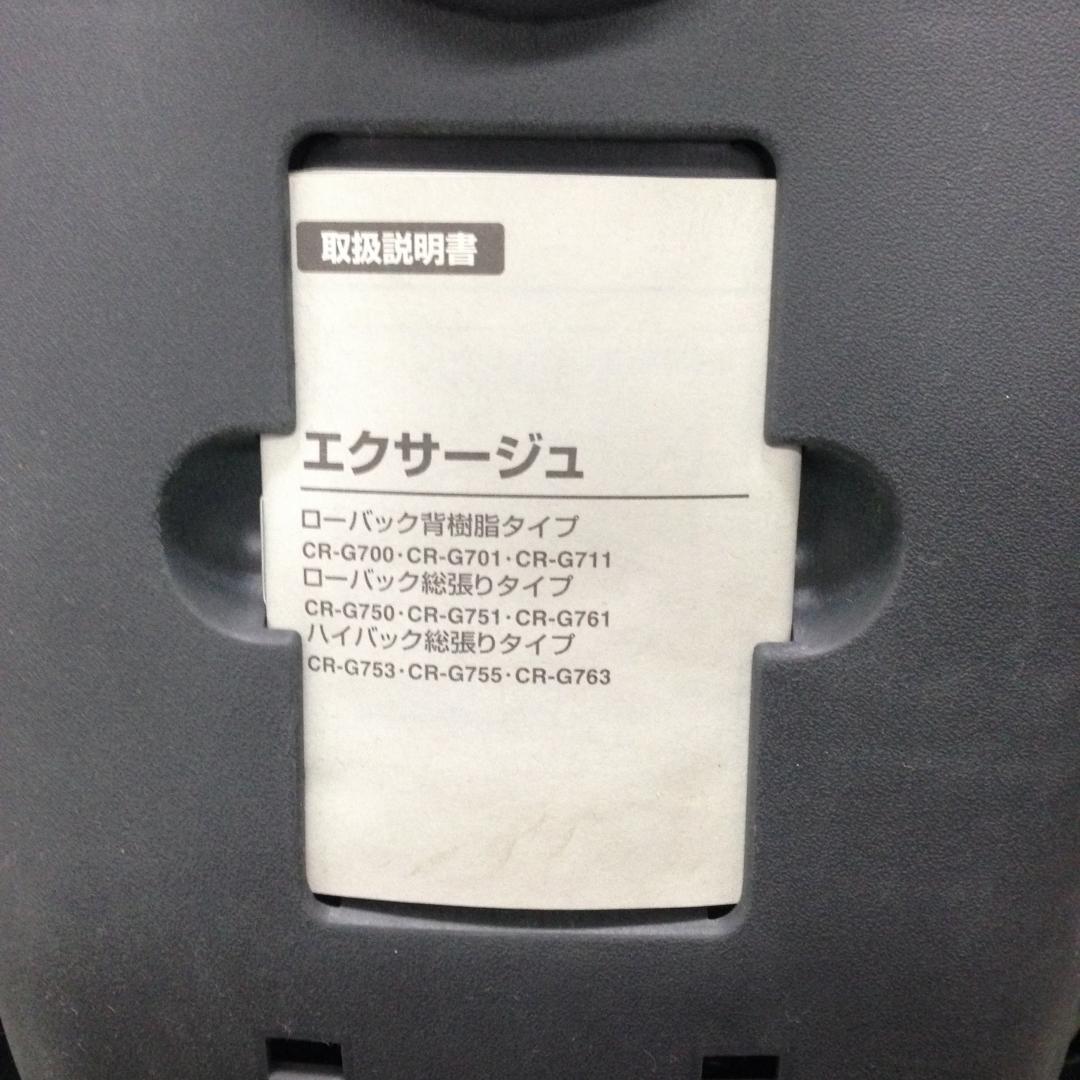 取扱説明書
エクサージュ
ローバック背樹脂タイプ
CR-G700・CR-G701・CR-G711
ローバック総張りタイプ
CR-G750・CR-G751・CR-G761
ハイバック総張りタイプ
CR-G753・CR-G755・CR-G763